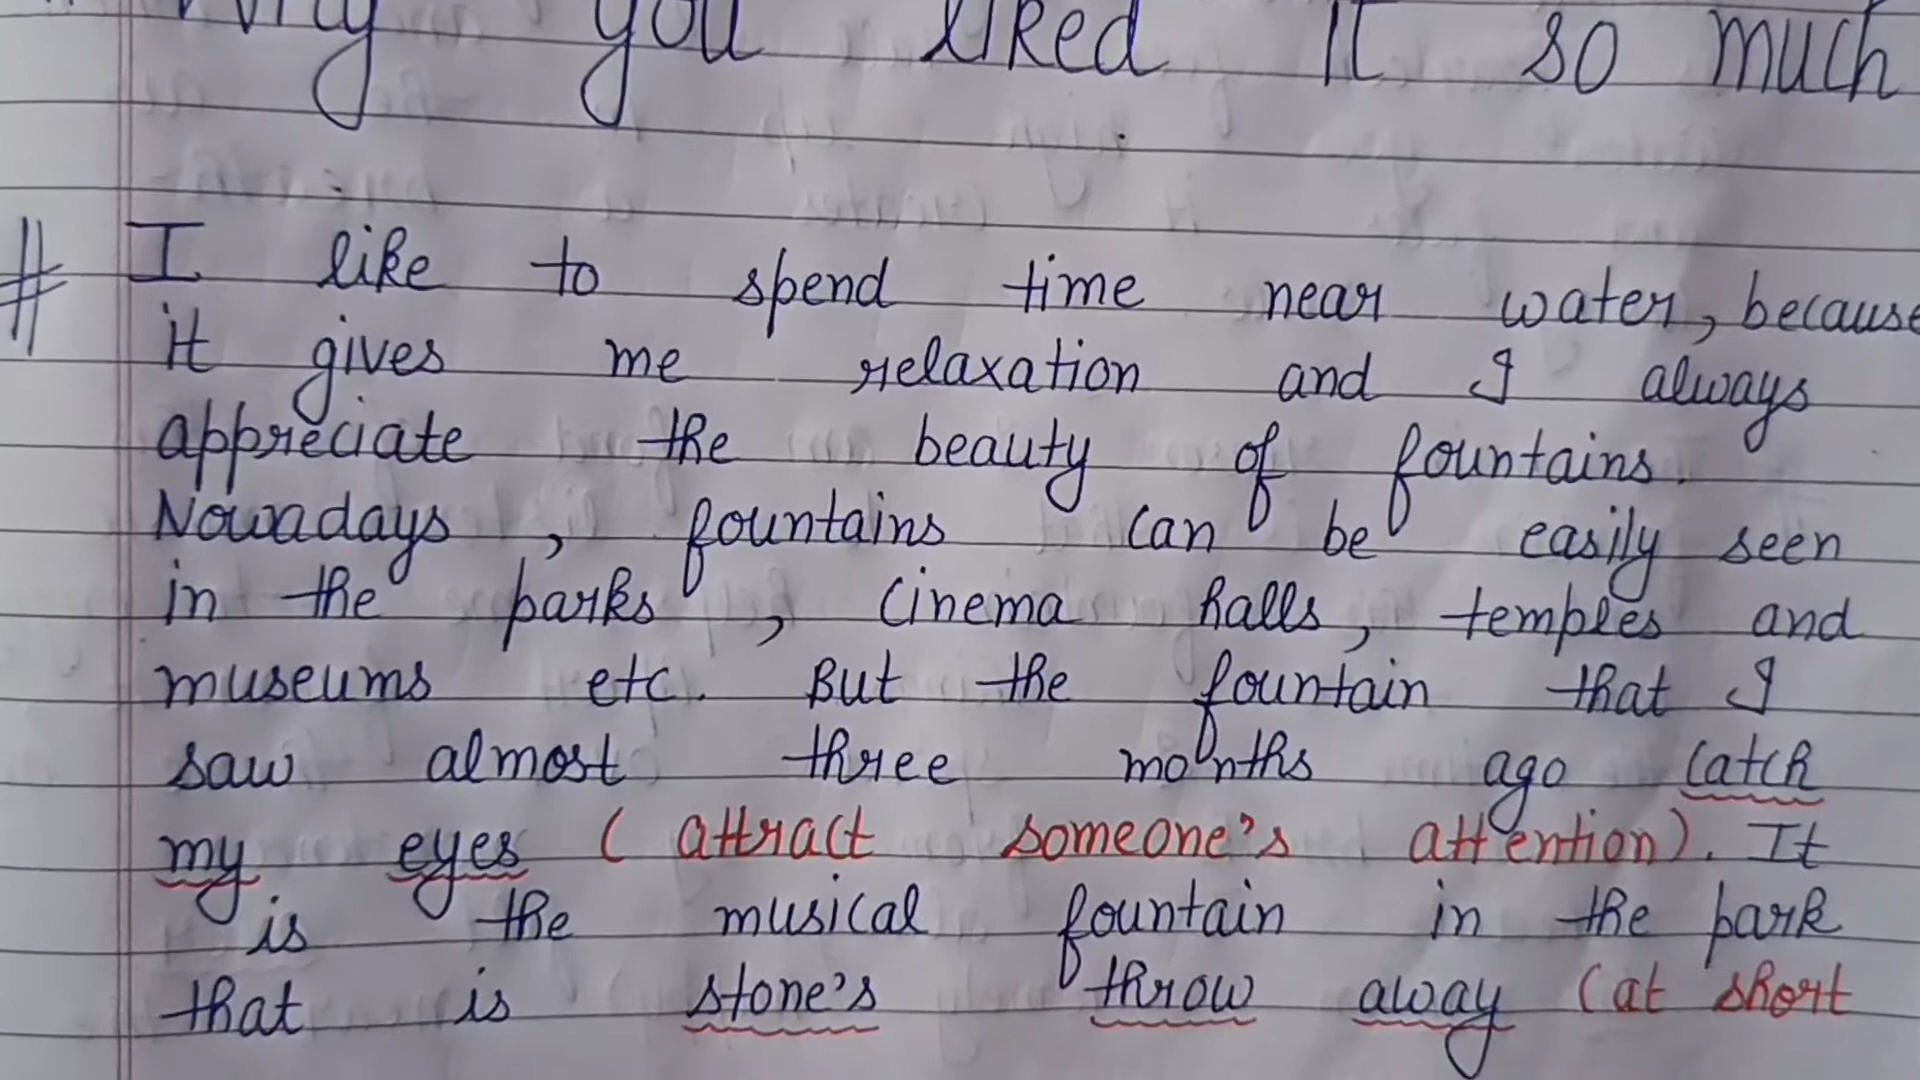 why you liked it so much
# I like to spend time near water, because
it gives me relaxation and I always
appreciate the beauty of fountains.
Nowadays, fountains can be easily seen
in the parks, cinema halls, temples and
museums etc. But the fountain that I
saw almost three months ago catch
my eyes (attract someone's attention). It
is the musical fountain in the park
that is stone's throw away (at short